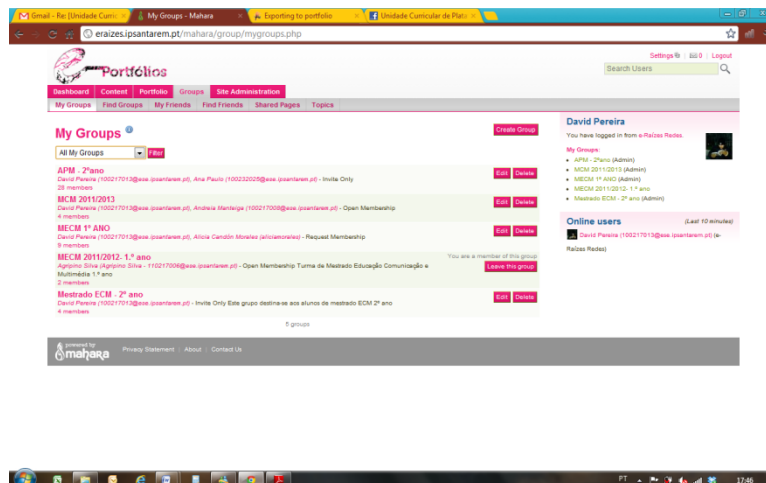 Gmail - Re: [Unidade Curric
My Groups - Mahara
Exporting to portfolio
Unidade Curricular de Plata
eraizes.ipsantarem.pt/mahara/group/mygroups.php
Settings
0
Logout
Portfólios
Search Users
Dashboard Content Portfolio Groups Site Administration
My Groups Find Groups My Friends Find Friends Shared Pages Topics
My Groups
Create Group
All My Groups
Filter
APM - 2ºano
Edit Delete
David Pereira (100217013@ese.ipsantarem.pt), Ana Paulo (100232028@ese.ipsantarem.pt) - Invite Only
28 members
MCM 2011/2013
Edit Delete
David Pereira (100217013@ese.ipsantarem.pt), Andreia Manteiga (100217008@ese.ipsantarem.pt) - Open Membership
4 members
MECM 1º ANO
Edit Delete
David Pereira (100217013@ese.ipsantarem.pt), Alicia Candón Morales (aliciamorales) - Request Membership
9 members
MECM 2011/2012- 1.º ano
You are a member of this group
Agripino Silva (Agripino Silva - 110217006@ese.ipsantarem.pt) - Open Membership Turma de Mestrado Educação Comunicação e
Multimédia 1.º ano
Leave this group
2 members
Mestrado ECM - 2º ano
Edit Delete
David Pereira (100217013@ese.ipsantarem.pt) - Invite Only Este grupo destina-se aos alunos de mestrado ECM 2º ano
4 members
5 groups
David Pereira
You have logged in from e-Raízes Redes.
My Groups:
APM - 2ºano (Admin)
MCM 2011/2013 (Admin)
MECM 1º ANO (Admin)
MECM 2011/2012- 1.º ano
Mestrado ECM - 2º ano (Admin)
Online users (Last 10 minutes)
David Pereira (100217013@ese.ipsantarem.pt) (e-
Raízes Redes)
powered by
mahara
Privacy Statement | About | Contact Us
PT
17:46